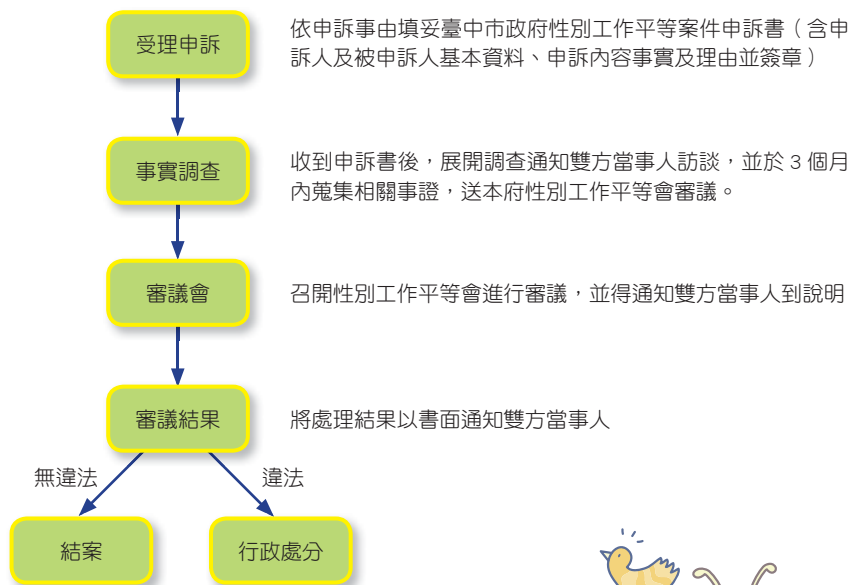 受理申訴
依申訴事由填妥臺中市政府性別工作平等案件申訴書（含申
訴人及被申訴人基本資料、申訴內容事實及理由並簽章）
事實調查
收到申訴書後，展開調查通知雙方當事人訪談，並於 3 個月
內蒐集相關事證，送本府性別工作平等會審議。
審議會
召開性別工作平等會進行審議，並得通知雙方當事人到說明
審議結果
將處理結果以書面通知雙方當事人
無違法
違法
結案
行政處分